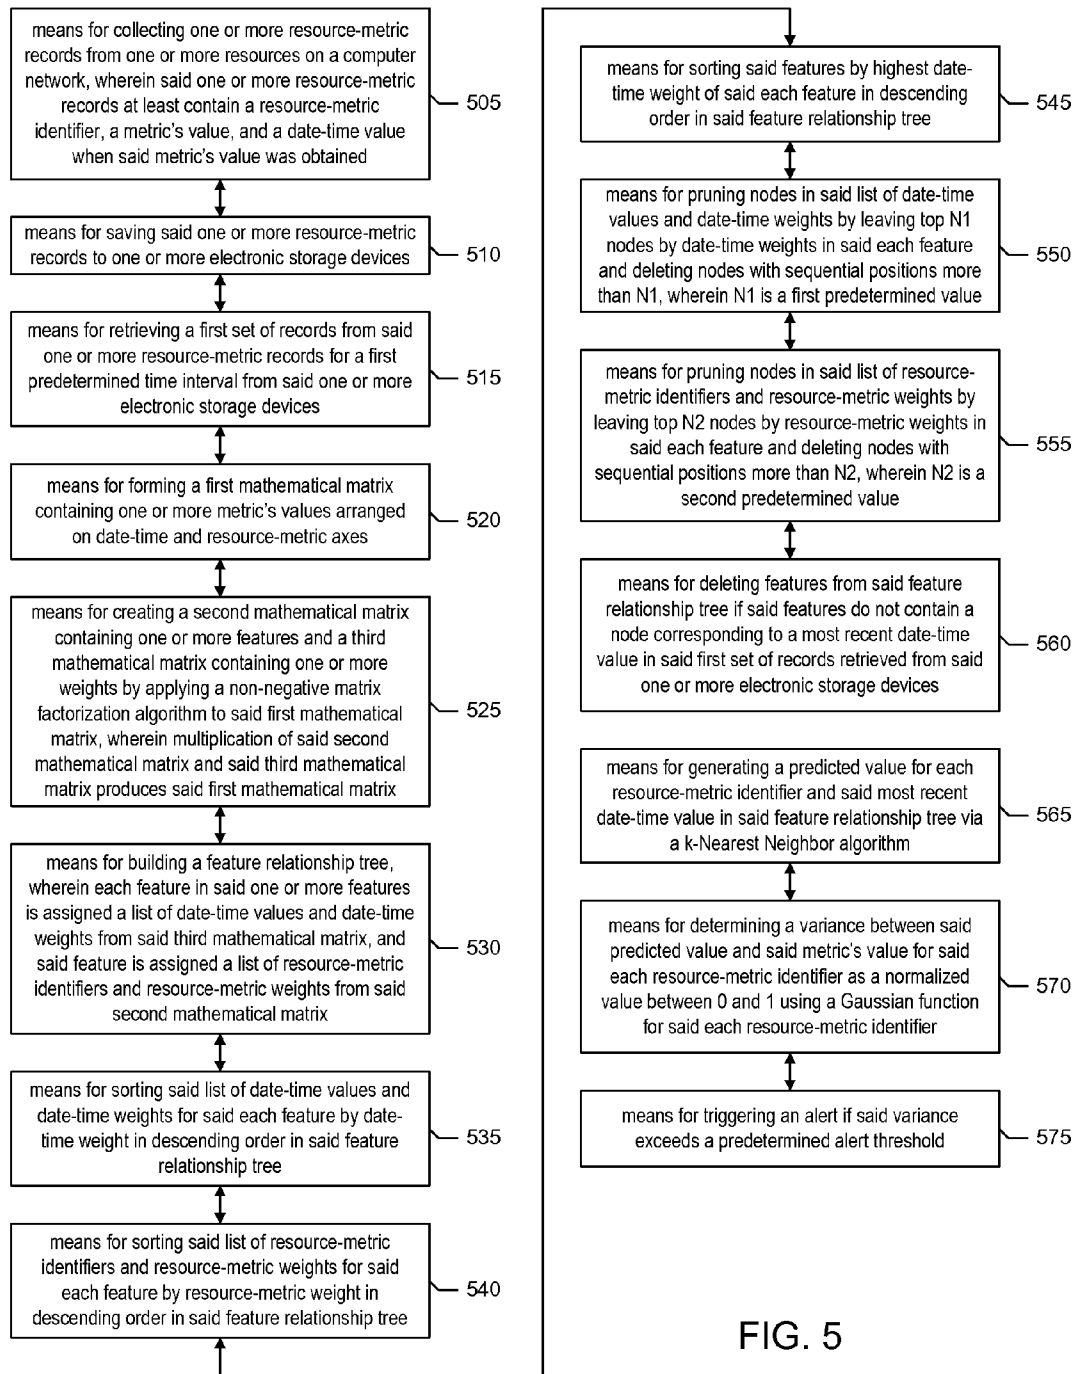 means for collecting one or more resource-metric
records from one or more resources on a computer
network, wherein said one or more resource-metric
records at least contain a resource-metric
identifier, a metric's value, and a date-time value
when said metric's value was obtained
505
means for saving said one or more resource-metric
records to one or more electronic storage devices
510
means for retrieving a first set of records from said
one or more resource-metric records for a first
predetermined time interval from said one or more
electronic storage devices
515
means for forming a first mathematical matrix
containing one or more metric's values arranged
on date-time and resource-metric axes
520
means for creating a second mathematical matrix
containing one or more features and a third
mathematical matrix containing one or more
weights by applying a non-negative matrix
factorization algorithm to said first mathematical
matrix, wherein multiplication of said second
mathematical matrix and said third mathematical
matrix produces said first mathematical matrix
525
means for building a feature relationship tree,
wherein each feature in said one or more features
is assigned a list of date-time values and date-time
weights from said third mathematical matrix, and
said feature is assigned a list of resource-metric
identifiers and resource-metric weights from said
second mathematical matrix
530
means for sorting said list of date-time values and
date-time weights for said each feature by date-
time weight in descending order in said feature
relationship tree
535
means for sorting said list of resource-metric
identifiers and resource-metric weights for said
each feature by resource-metric weight in
descending order in said feature relationship tree
540
means for sorting said features by highest date-
time weight of said each feature in descending
order in said feature relationship tree
545
means for pruning nodes in said list of date-time
values and date-time weights by leaving top N1
nodes by date-time weights in said each feature
and deleting nodes with sequential positions more
than N1, wherein N1 is a first predetermined value
550
means for pruning nodes in said list of resource-
metric identifiers and resource-metric weights by
leaving top N2 nodes by resource-metric weights in
said each feature and deleting nodes with
sequential positions more than N2, wherein N2 is a
second predetermined value
555
means for deleting features from said feature
relationship tree if said features do not contain a
node corresponding to a most recent date-time
value in said first set of records retrieved from said
one or more electronic storage devices
560
means for generating a predicted value for each
resource-metric identifier and said most recent
date-time value in said feature relationship tree via
a k-Nearest Neighbor algorithm
565
means for determining a variance between said
predicted value and said metric's value for said
each resource-metric identifier as a normalized
value between 0 and 1 using a Gaussian function
for said each resource-metric identifier
570
means for triggering an alert if said variance
exceeds a predetermined alert threshold
575
FIG. 5